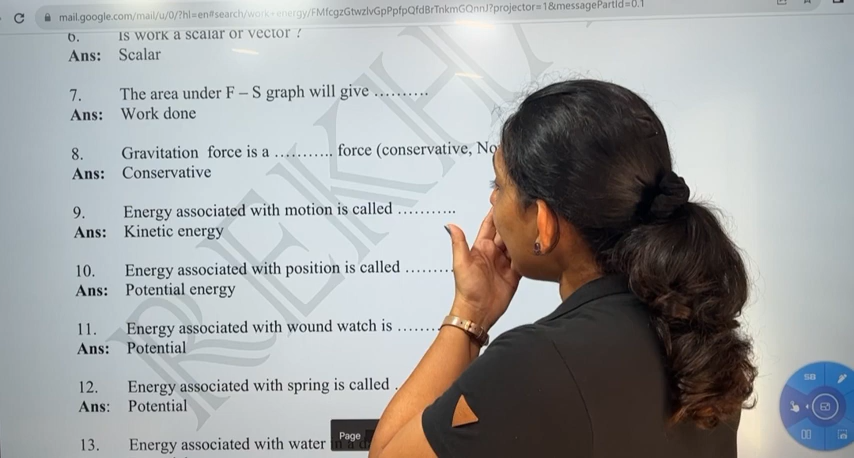 mail.google.com/mail/u/0/?hl=en#search/work+energy/FMfcgzGtwzlvGpPpfpQfdBrTnkmGQnnJ?projector=1&messagePartId=0.1
6. Is work a scalar or vector ?
Ans: Scalar
7. The area under F – S graph will give ..........
Ans: Work done
8. Gravitation force is a ........... force (conservative, No
Ans: Conservative
9. Energy associated with motion is called ...........
Ans: Kinetic energy
10. Energy associated with position is called .........
Ans: Potential energy
11. Energy associated with wound watch is ........
Ans: Potential
12. Energy associated with spring is called .
Ans: Potential
13. Energy associated with water
Page
SB
REKH